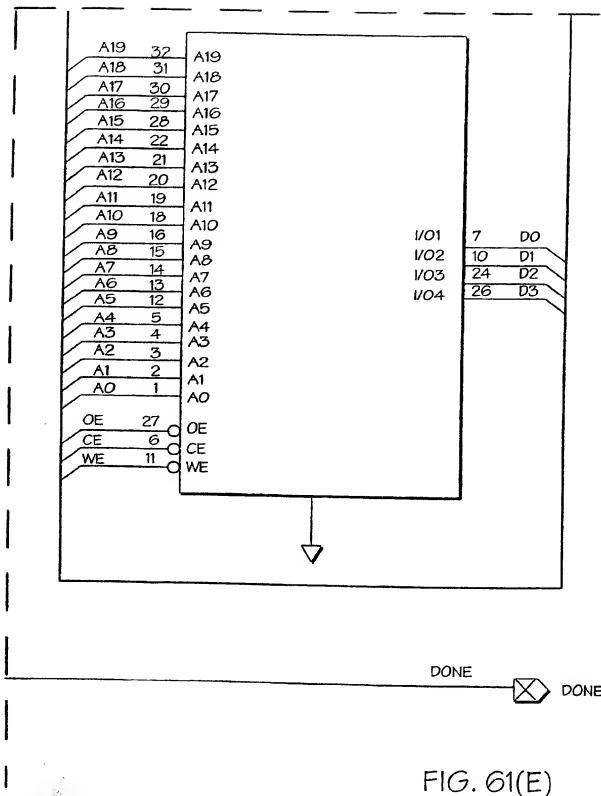 A19 32 A19
A18 31 A18
A17 30 A17
A16 29 A16
A15 28 A15
A14 22 A14
A13 21 A13
A12 20 A12
A11 19 A11
A10 18 A10
A9 16 A9
A8 15 A8
A7 14 A7
A6 13 A6
A5 12 A5
A4 5 A4
A3 4 A3
A2 3 A2
A1 2 A1
A0 1 A0
OE 27 OE
CE 6 CE
WE 11 WE
I/O1 7 D0
I/O2 10 D1
I/O3 24 D2
I/O4 26 D3
DONE
DONE
FIG. 61(E)